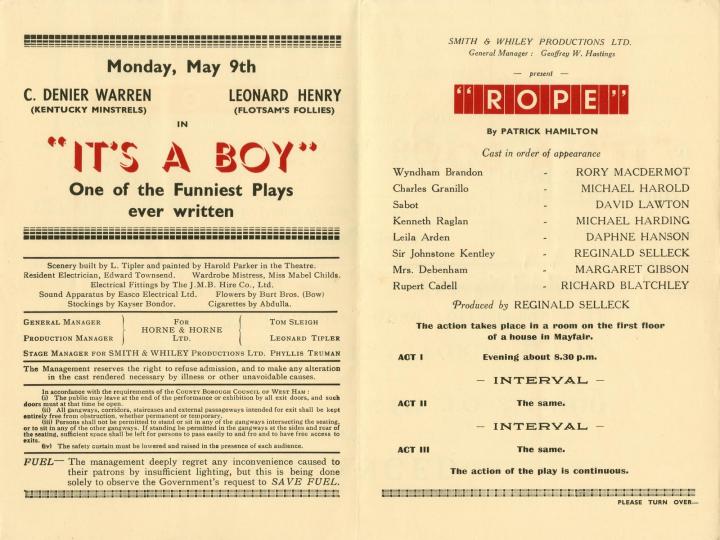 Monday, May 9th
C. DENIER WARREN LEONARD HENRY
(KENTUCKY MINSTRELS) (FLOTSAM'S FOLLIES)
IN
"IT'S A BOY"
One of the Funniest Plays
ever written
Scenery built by L. Tipler and painted by Harold Parker in the Theatre.
Resident Electrician, Edward Townsend. Wardrobe Mistress, Miss Mabel Childs.
Electrical Fittings by The J.M.B. Hire Co., Ltd.
Sound Apparatus by Easco Electrical Ltd. Flowers by Burt Bros. (Bow)
Stockings by Kayser Bondor. Cigarettes by Abdulla.
GENERAL MANAGER FOR TOM SLEIGH
HORNE & HORNE
PRODUCTION MANAGER LTD. LEONARD TIPLER
STAGE MANAGER FOR SMITH & WHILEY PRODUCTIONS LTD. PHYLLIS TRUMAN
The Management reserves the right to refuse admission, and to make any alteration
in the cast rendered necessary by illness or other unavoidable causes.
In accordance with the requirements of the COUNTY BOROUGH COUNCIL OF WEST HAM:
(i) The public may leave at the end of the performance or exhibition by all exit doors, and such
doors must at that time be open.
(ii) All gangways, corridors, staircases and external passageways intended for exit shall be kept
entirely free from obstruction, whether permanent or temporary.
(iii) Persons shall not be permitted to stand or sit in any of the gangways intersecting the seating,
or to sit in any of the other gangways. If standing be permitted in the gangways at the sides and rear of
the seating, sufficient space shall be left for persons to pass easily to and fro and to have free access to
exits.
(iv) The safety curtain must be lowered and raised in the presence of each audience.
FUEL— The management deeply regret any inconvenience caused to
their patrons by insufficient lighting, but this is being done
solely to observe the Government's request to SAVE FUEL.
SMITH & WHILEY PRODUCTIONS LTD.
General Manager : Geoffrey W. Hastings
— present —
"ROPE"
By PATRICK HAMILTON
Cast in order of appearance
Wyndham Brandon - RORY MACDERMOT
Charles Granillo - MICHAEL HAROLD
Sabot - DAVID LAWTON
Kenneth Raglan - MICHAEL HARDING
Leila Arden - DAPHNE HANSON
Sir Johnstone Kentley - REGINALD SELLECK
Mrs. Debenham - MARGARET GIBSON
Rupert Cadell - RICHARD BLATCHLEY
Produced by REGINALD SELLECK
The action takes place in a room on the first floor
of a house in Mayfair.
ACT I Evening about 8.30 p.m.
— INTERVAL —
ACT II The same.
— INTERVAL —
ACT III The same.
The action of the play is continuous.
PLEASE TURN OVER—